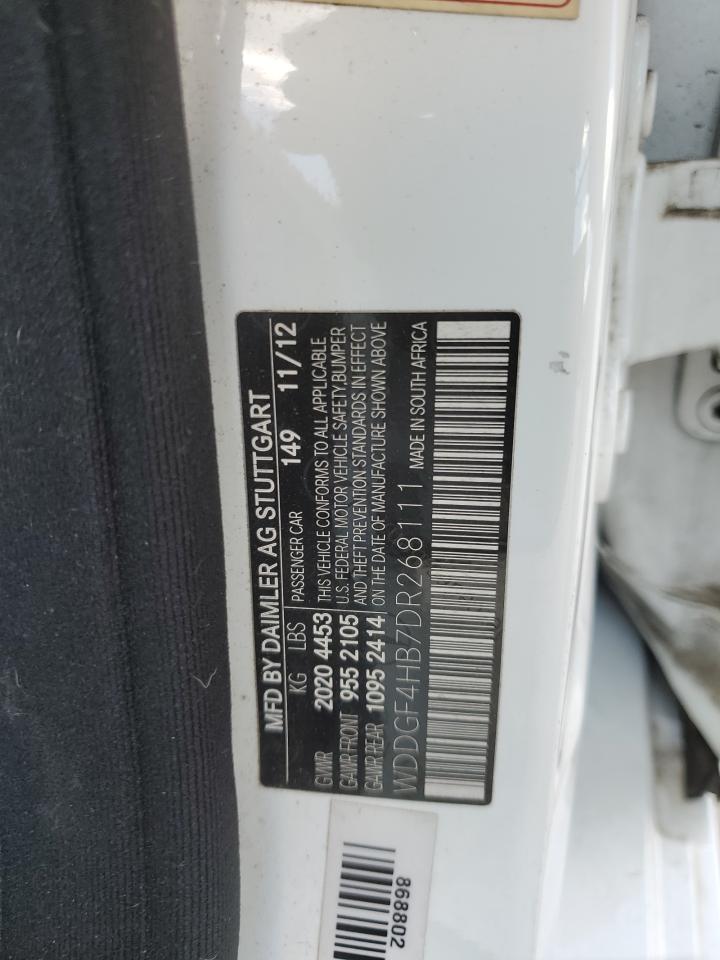 MFD BY DAIMLER AG STUTTGART
KG LBS PASSENGER CAR 149 11/12
GVWR 2020 4453 THIS VEHICLE CONFORMS TO ALL APPLICABLE
GAWR FRONT 955 2105 U.S. FEDERAL MOTOR VEHICLE SAFETY, BUMPER
GAWR REAR 1095 2414 AND THEFT PREVENTION STANDARDS IN EFFECT
ON THE DATE OF MANUFACTURE SHOWN ABOVE
WDDGF4HB7DR268111 MADE IN SOUTH AFRICA
868802